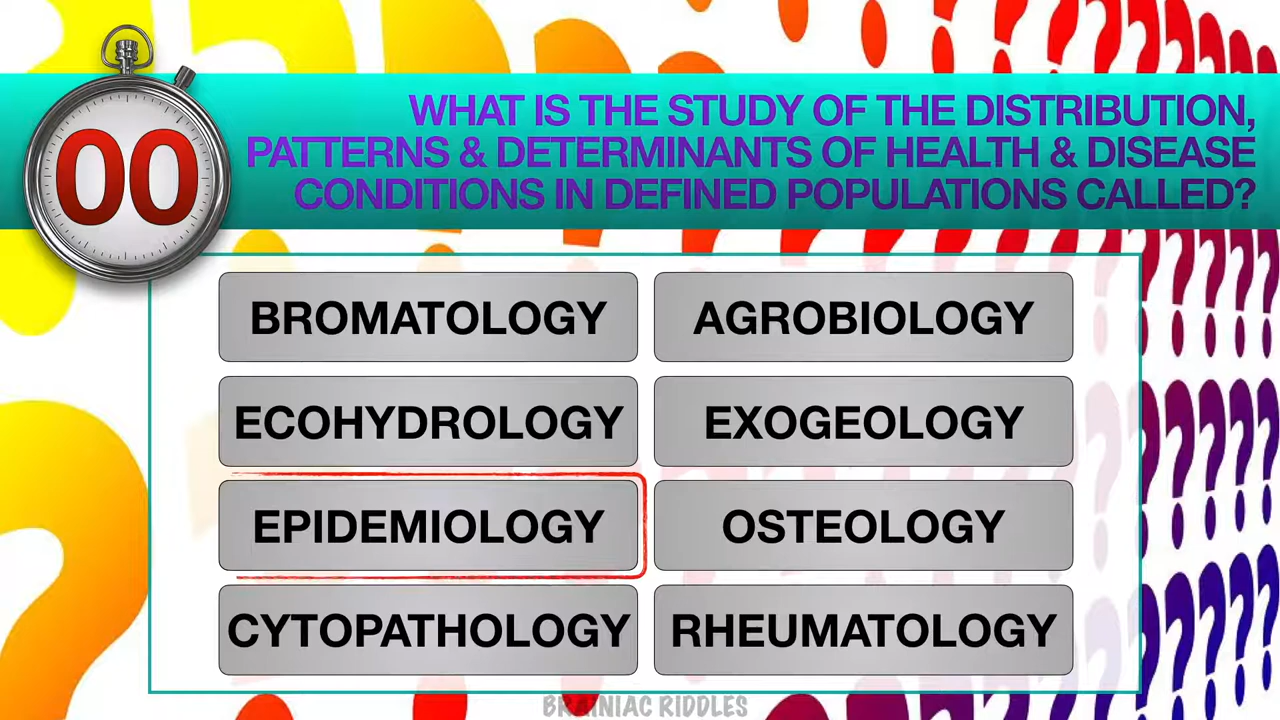 00
WHAT IS THE STUDY OF THE DISTRIBUTION,
PATTERNS & DETERMINANTS OF HEALTH & DISEASE
CONDITIONS IN DEFINED POPULATIONS CALLED?
BROMATOLOGY
AGROBIOLOGY
ECOHYDROLOGY
EXOGEOLOGY
EPIDEMIOLOGY
OSTEOLOGY
CYTOPATHOLOGY
RHEUMATOLOGY
BRAINIAC RIDDLES